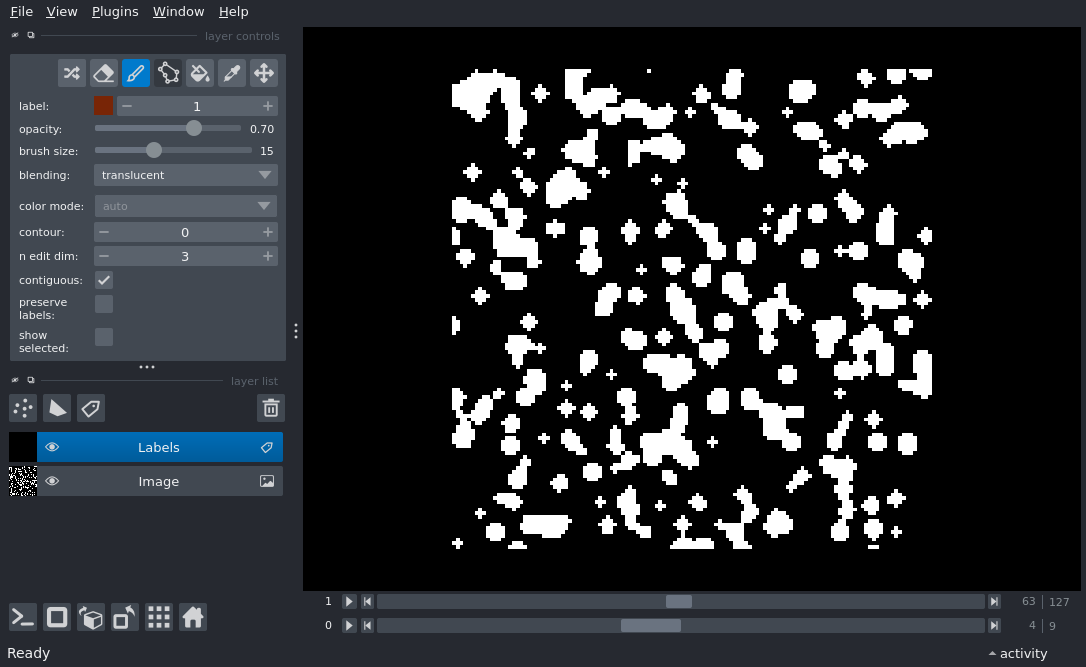 File View Plugins Window Help
layer controls
label: 1
opacity: 0.70
brush size: 15
blending: translucent
color mode: auto
contour: 0
n edit dim: 3
contiguous:
preserve
labels:
show
selected:
layer list
Labels
Image
1 63 127
0 4 9
Ready activity